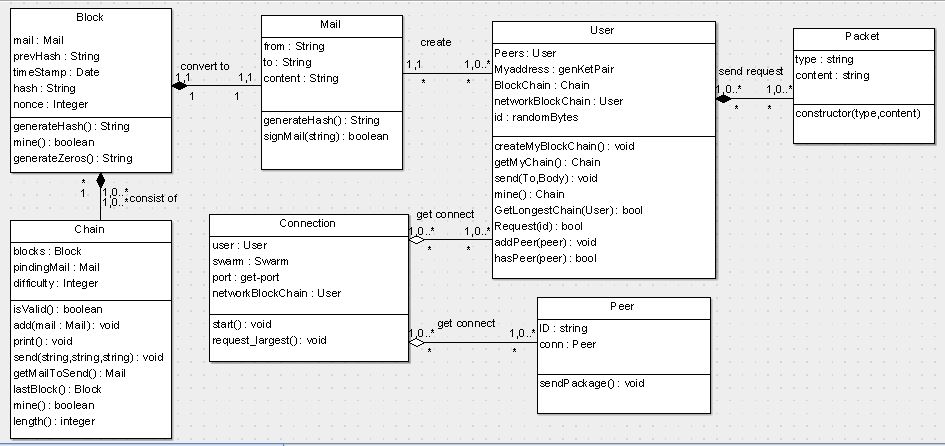 Block
mail : Mail
prevHash : String
timeStamp : Date
hash : String
nonce : Integer
generateHash() : String
mine() : boolean
generateZeros() : String
convert to
1,1
1,1
1
1
Mail
from : String
to : String
content : String
generateHash() : String
signMail(string) : boolean
create
1,1
1,0..*
*
*
User
Peers : User
Myaddress : genKetPair
BlockChain : Chain
networkBlockChain : User
id : randomBytes
createMyBlockChain() : void
getMyChain() : Chain
send(To,Body) : void
mine() : Chain
GetLongestChain(User) : bool
Request(id) : bool
addPeer(peer) : void
hasPeer(peer) : bool
send request
1,0..*
1,0..*
*
*
Packet
type : string
content : string
constructor(type,content)
*
1
1,0..*
1,0..*
consist of
Chain
blocks : Block
pindingMail : Mail
difficulty : Integer
isValid() : boolean
add(mail : Mail) : void
print() : void
send(string,string,string) : void
getMailToSend() : Mail
lastBlock() : Block
mine() : boolean
length() : integer
Connection
user : User
swarm : Swarm
port : get-port
networkBlockChain : User
start() : void
request_largest() : void
get connect
1,0..*
1,0..*
*
*
get connect
1,0..*
1,0..*
*
*
Peer
ID : string
conn : Peer
sendPackage() : void